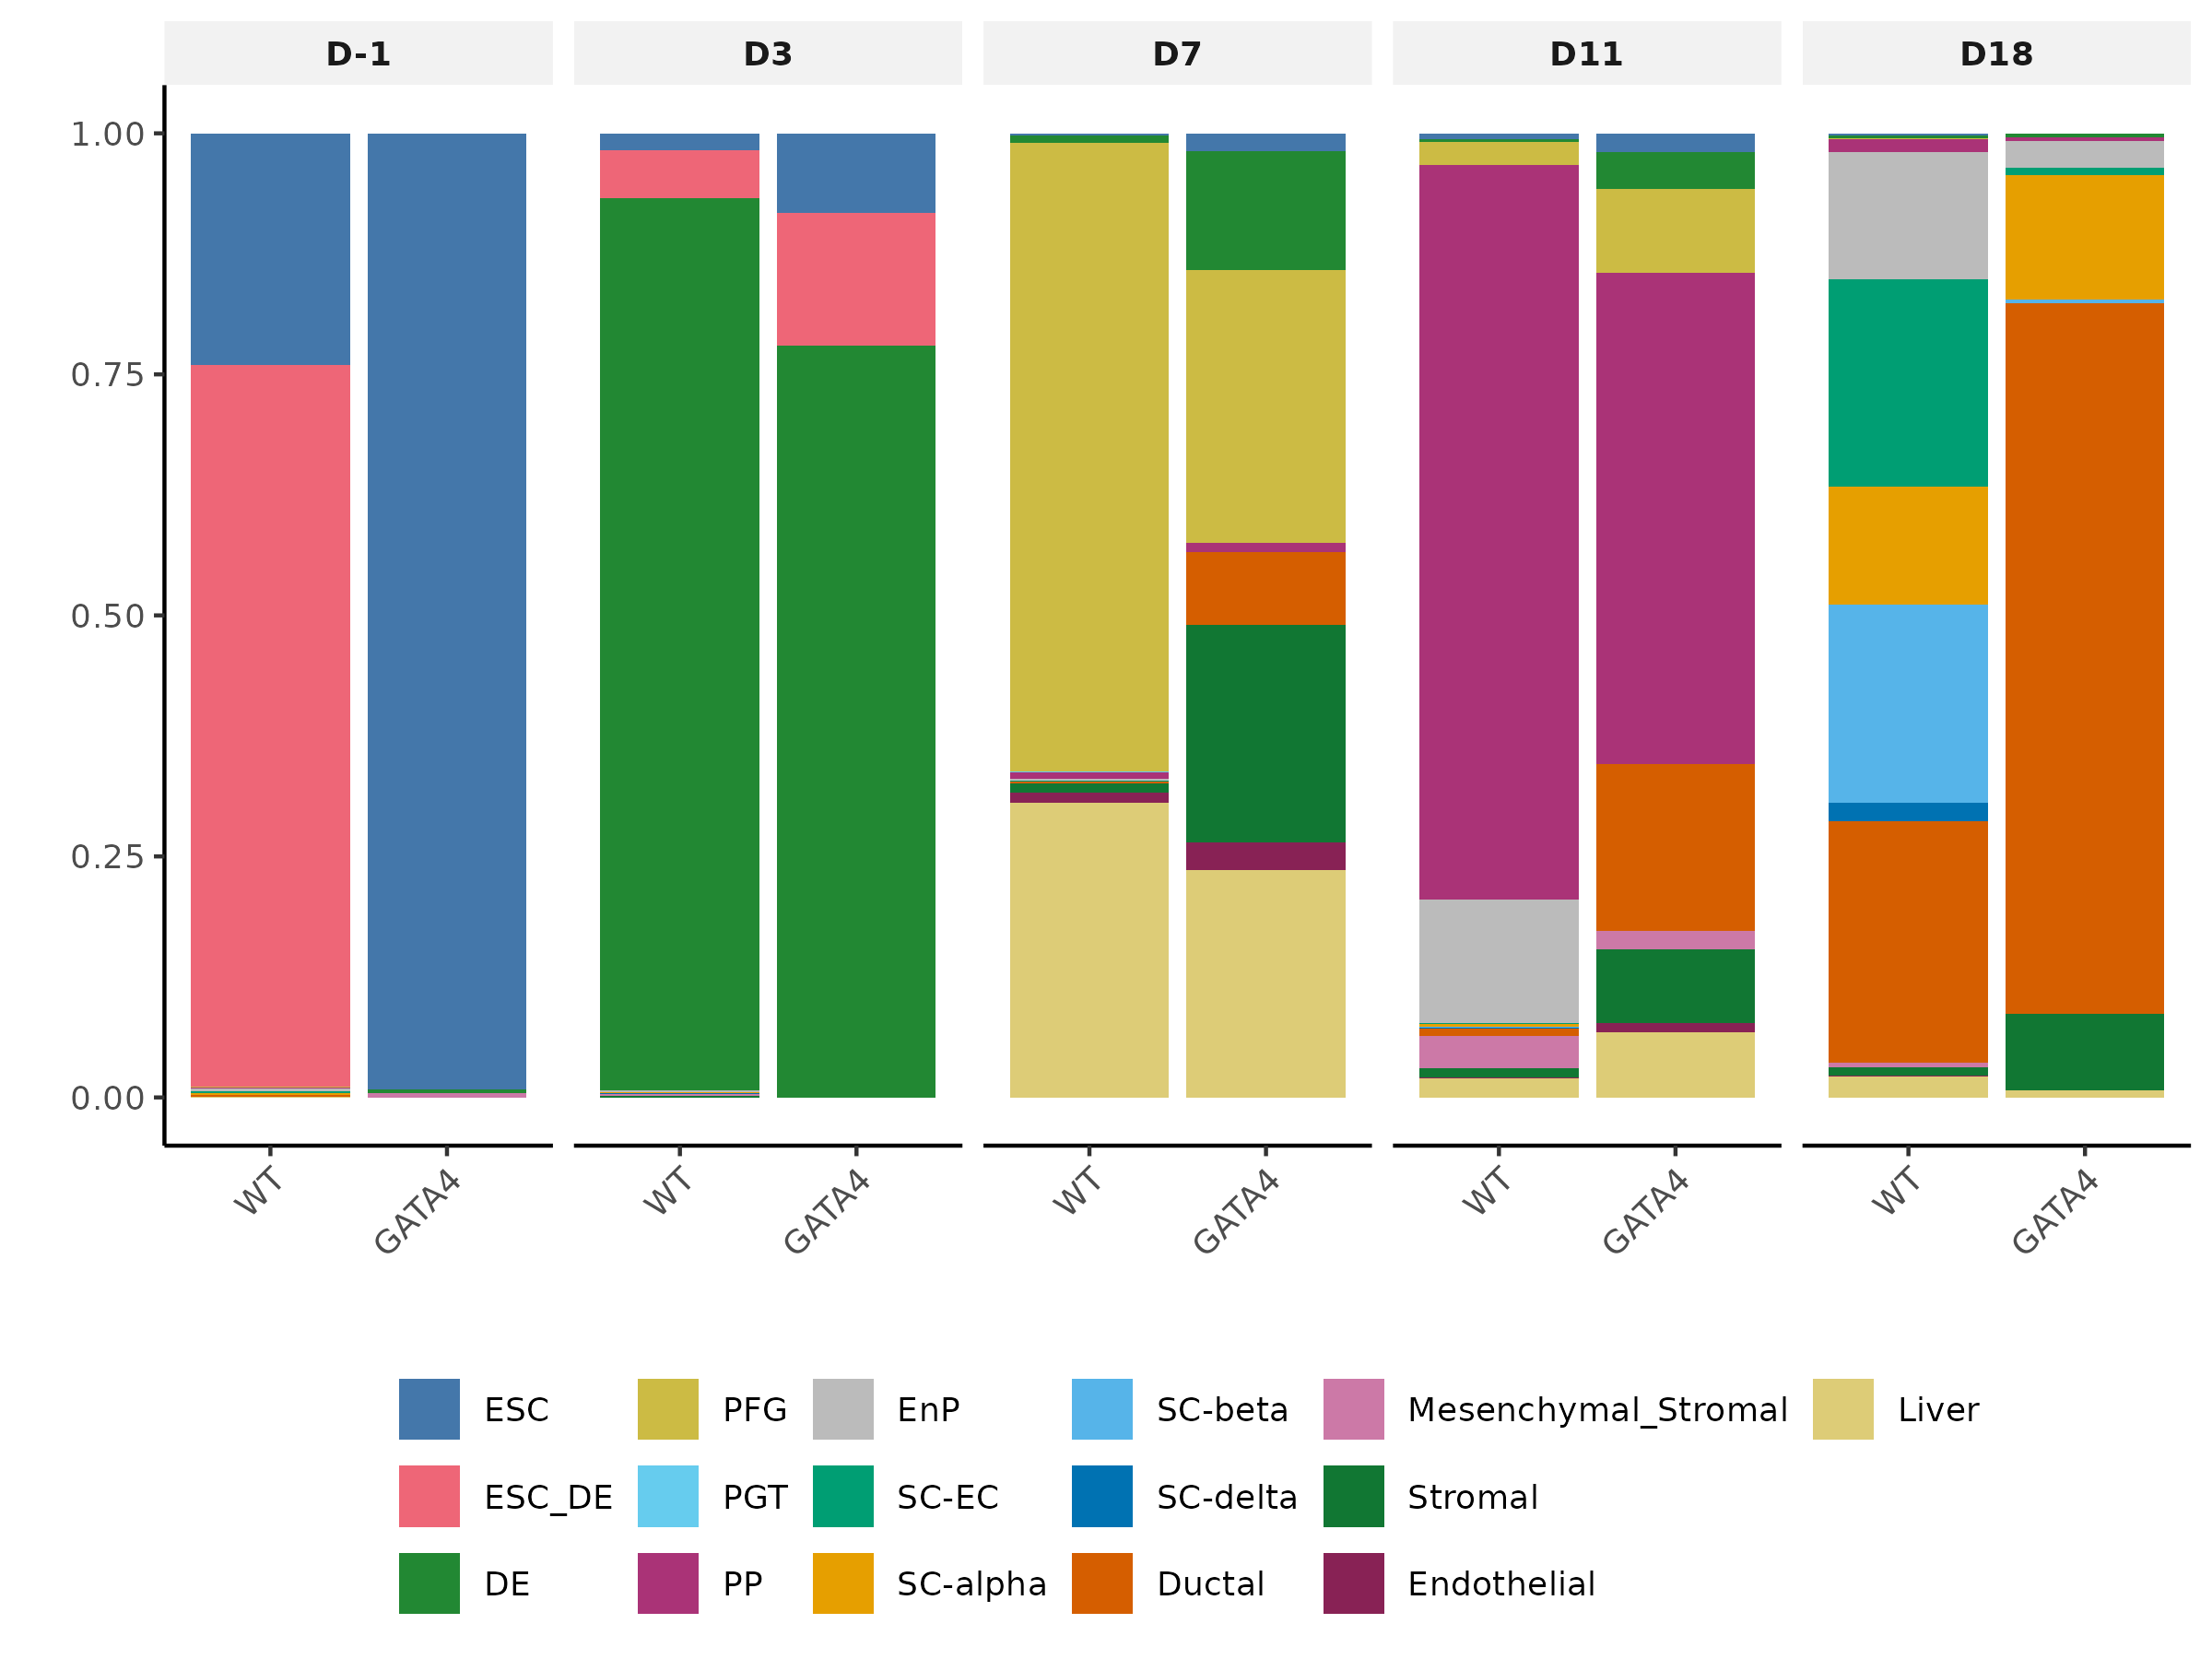 D-1 D3 D7 D11 D18
1.00
0.75
0.50
0.25
0.00
WT GATA4 WT GATA4 WT GATA4 WT GATA4 WT GATA4
ESC PFG EnP SC-beta Mesenchymal_Stromal Liver
ESC_DE PGT SC-EC SC-delta Stromal
DE PP SC-alpha Ductal Endothelial